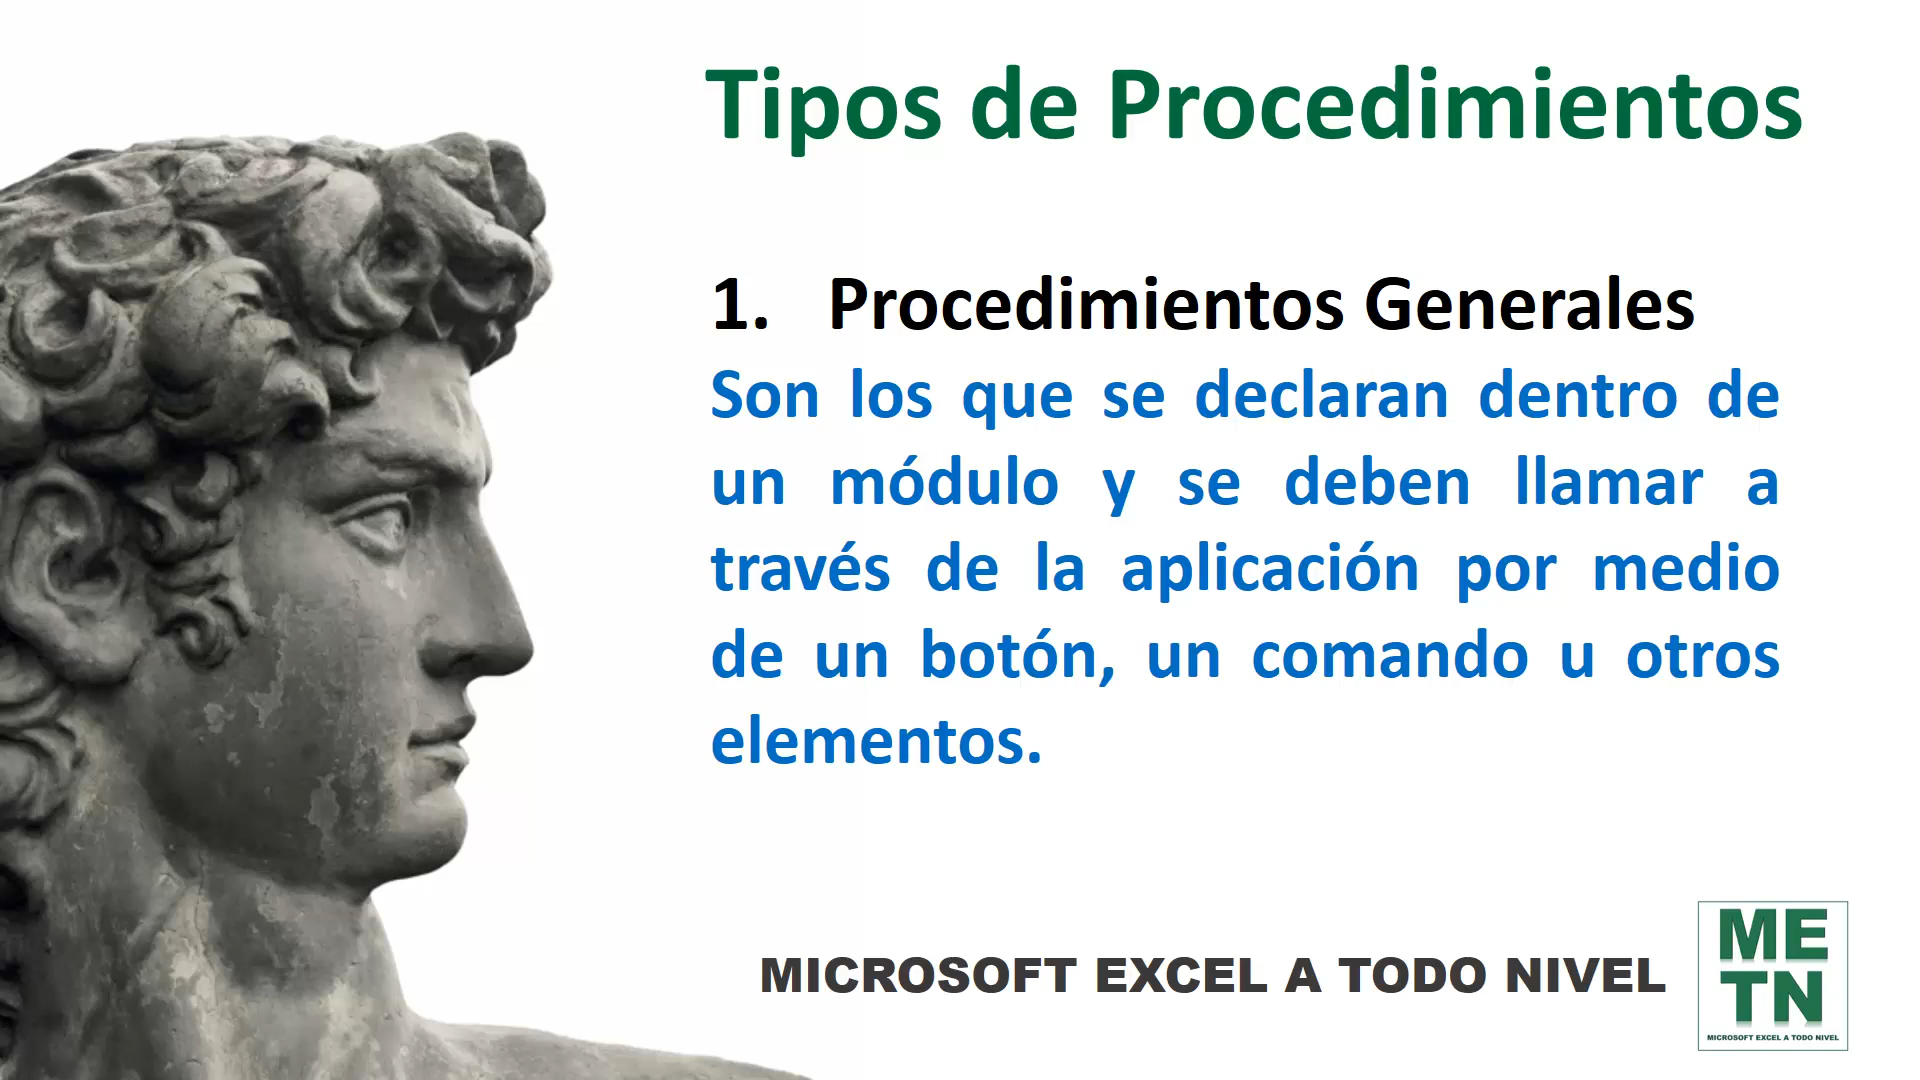 Tipos de Procedimientos
1. Procedimientos Generales
Son los que se declaran dentro de
un módulo y se deben llamar a
través de la aplicación por medio
de un botón, un comando u otros
elementos.
MICROSOFT EXCEL A TODO NIVEL
ME
TN
MICROSOFT EXCEL A TODO NIVEL